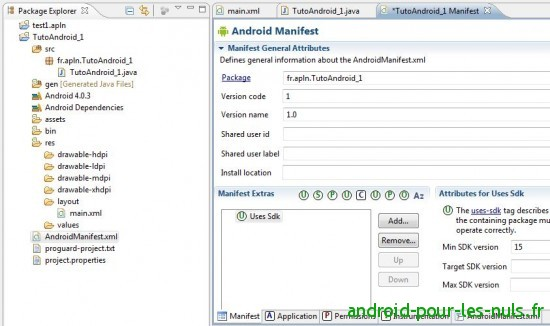 Package Explorer
test1.apln
TutoAndroid_1
src
fr.apln.TutoAndroid_1
TutoAndroid_1.java
gen [Generated Java Files]
Android 4.0.3
Android Dependencies
assets
bin
res
drawable-hdpi
drawable-ldpi
drawable-mdpi
drawable-xhdpi
layout
main.xml
values
AndroidManifest.xml
proguard-project.txt
project.properties
main.xml TutoAndroid_1.java *TutoAndroid_1 Manifest
Android Manifest
Manifest General Attributes
Defines general information about the AndroidManifest.xml
Package fr.apln.TutoAndroid_1
Version code 1
Version name 1.0
Shared user id
Shared user label
Install location
Manifest Extras U S P U C U P O Az
U Uses Sdk
Add...
Remove...
Up
Down
Attributes for Uses Sdk
U The uses-sdk tag describes
the containing package mu
operate correctly.
Min SDK version 15
Target SDK version
Max SDK version
Manifest A Application P Permissions I Instrumentation AndroidManifest.xml
android-pour-les-nuls.fr